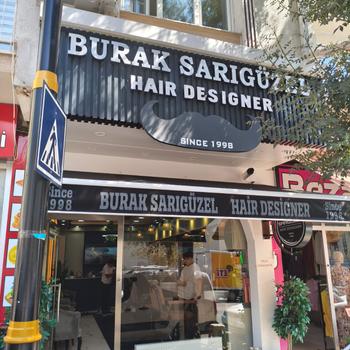 BURAK SARIGÜZEL
HAIR DESIGNER
SINCE 1998
Since
1998
BURAK SARIGÜZEL HAIR DESIGNER
Since
1998